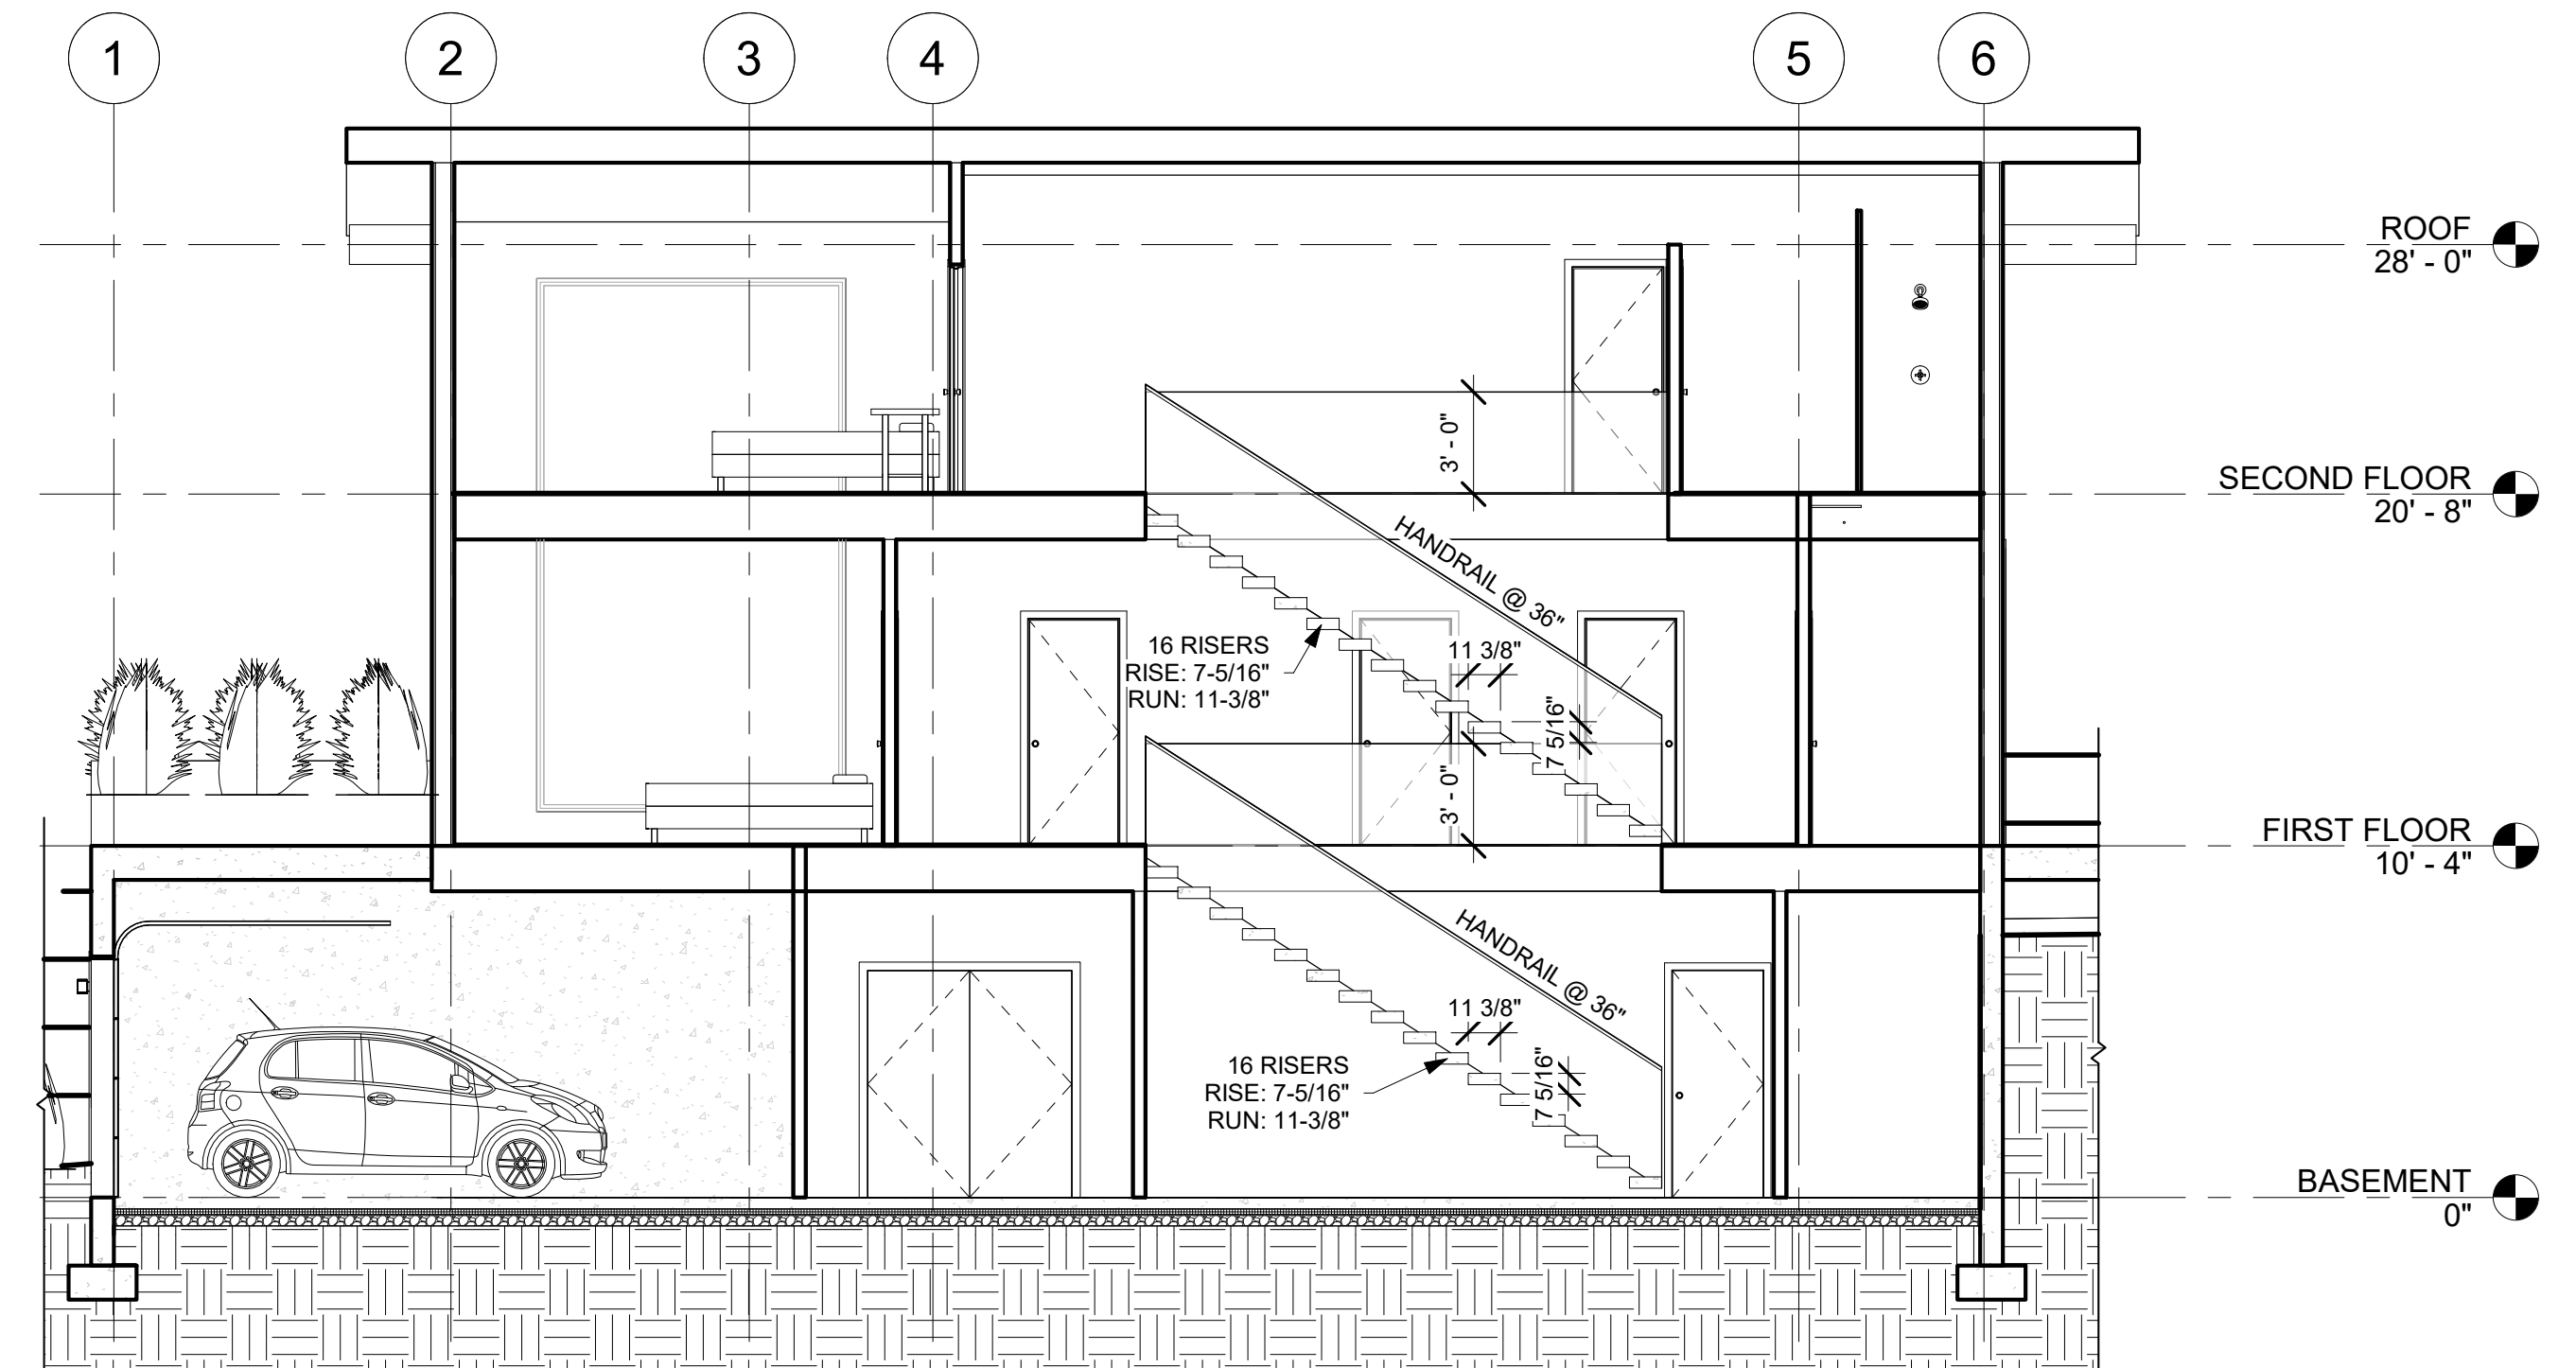 1
2
3
4
5
6
ROOF
28' - 0"
3' - 0"
SECOND FLOOR
20' - 8"
HANDRAIL @ 36"
16 RISERS
RISE: 7-5/16"
RUN: 11-3/8"
11 3/8"
7 5/16"
3' - 0"
FIRST FLOOR
10' - 4"
HANDRAIL @ 36"
11 3/8"
7 5/16"
16 RISERS
RISE: 7-5/16"
RUN: 11-3/8"
BASEMENT
0"